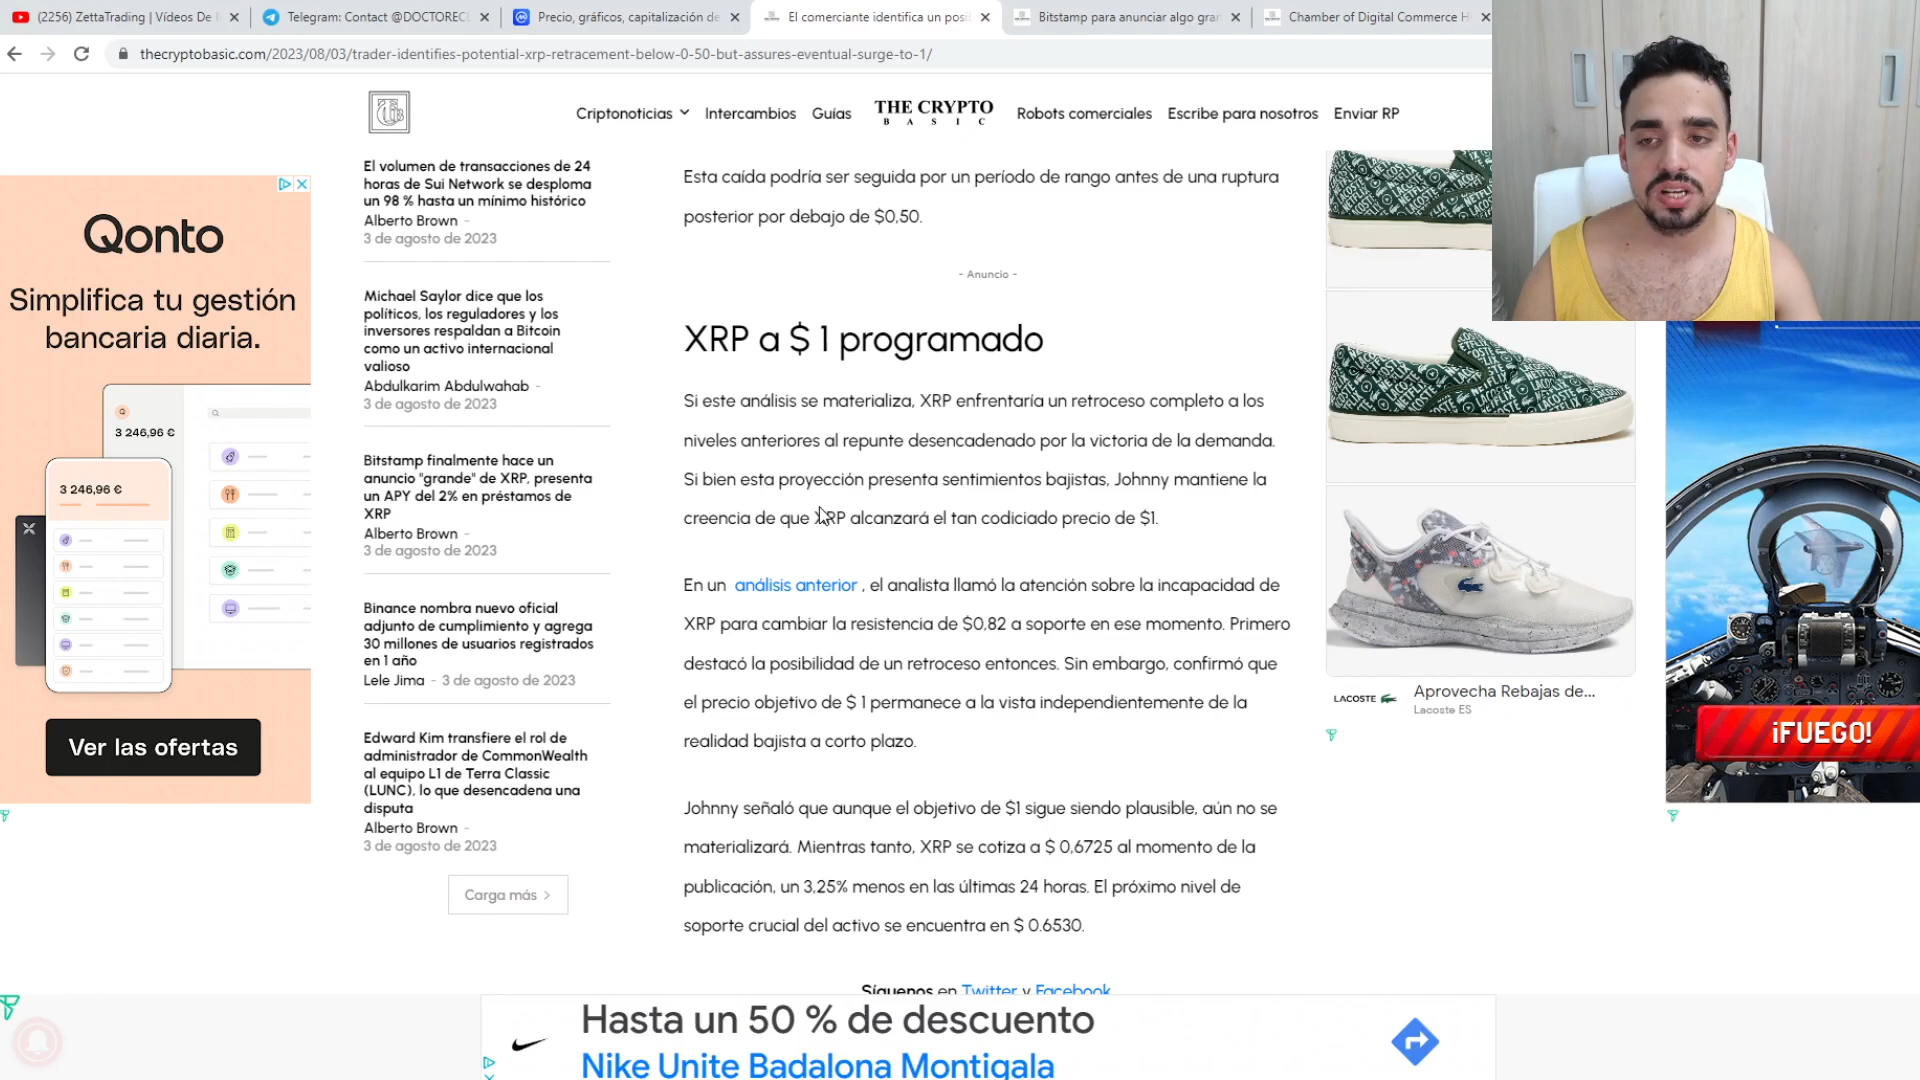 (2256) ZettaTrading | Vídeos De I
Telegram: Contact @DOCTORECL
Precio, gráficos, capitalización de
El comerciante identifica un posi
Bitstamp para anunciar algo gran
Chamber of Digital Commerce H
thecryptobasic.com/2023/08/03/trader-identifies-potential-xrp-retracement-below-0-50-but-assures-eventual-surge-to-1/
Criptonoticias
Intercambios
Guías
THE CRYPTO
BASIC
Robots comerciales
Escribe para nosotros
Enviar RP
Qonto
Simplifica tu gestión
bancaria diaria.
3 246,96 €
3 246,96 €
Ver las ofertas
El volumen de transacciones de 24
horas de Sui Network se desploma
un 98 % hasta un mínimo histórico
Alberto Brown -
3 de agosto de 2023
Michael Saylor dice que los
políticos, los reguladores y los
inversores respaldan a Bitcoin
como un activo internacional
valioso
Abdulkarim Abdulwahab -
3 de agosto de 2023
Bitstamp finalmente hace un
anuncio "grande" de XRP, presenta
un APY del 2% en préstamos de
XRP
Alberto Brown -
3 de agosto de 2023
Binance nombra nuevo oficial
adjunto de cumplimiento y agrega
30 millones de usuarios registrados
en 1 año
Lele Jima - 3 de agosto de 2023
Edward Kim transfiere el rol de
administrador de CommonWealth
al equipo L1 de Terra Classic
(LUNC), lo que desencadena una
disputa
Alberto Brown -
3 de agosto de 2023
Carga más >
Esta caída podría ser seguida por un período de rango antes de una ruptura
posterior por debajo de $0,50.
- Anuncio -
XRP a $ 1 programado
Si este análisis se materializa, XRP enfrentaría un retroceso completo a los
niveles anteriores al repunte desencadenado por la victoria de la demanda.
Si bien esta proyección presenta sentimientos bajistas, Johnny mantiene la
creencia de que XRP alcanzará el tan codiciado precio de $1.
En un análisis anterior , el analista llamó la atención sobre la incapacidad de
XRP para cambiar la resistencia de $0,82 a soporte en ese momento. Primero
destacó la posibilidad de un retroceso entonces. Sin embargo, confirmó que
el precio objetivo de $ 1 permanece a la vista independientemente de la
realidad bajista a corto plazo.
Johnny señaló que aunque el objetivo de $1 sigue siendo plausible, aún no se
materializará. Mientras tanto, XRP se cotiza a $ 0,6725 al momento de la
publicación, un 3,25% menos en las últimas 24 horas. El próximo nivel de
soporte crucial del activo se encuentra en $ 0.6530.
Síguenos en Twitter y Facebook
LACOSTE
Aprovecha Rebajas de...
Lacoste ES
¡FUEGO!
Hasta un 50 % de descuento
Nike Unite Badalona Montigala